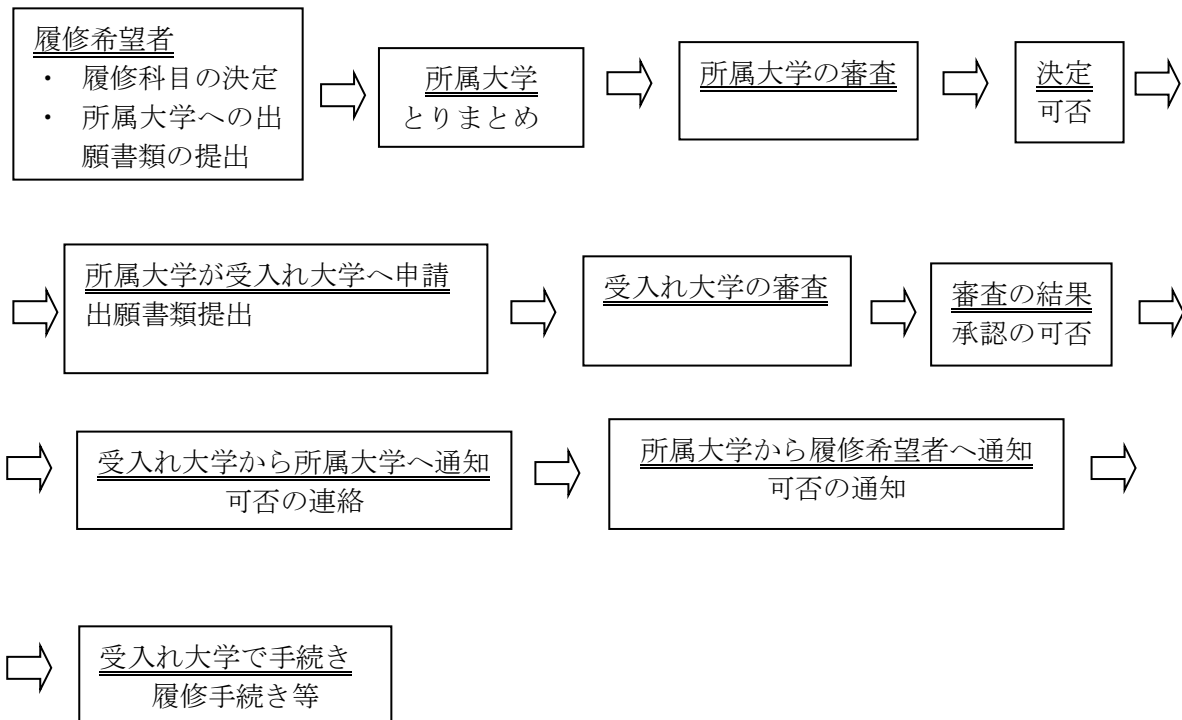 履修希望者
・ 履修科目の決定
・ 所属大学への出
願書類の提出
所属大学
とりまとめ
所属大学の審査
決定
可否
所属大学が受入れ大学へ申請
出願書類提出
受入れ大学の審査
審査の結果
承認の可否
受入れ大学から所属大学へ通知
可否の連絡
所属大学から履修希望者へ通知
可否の通知
受入れ大学で手続き
履修手続き等